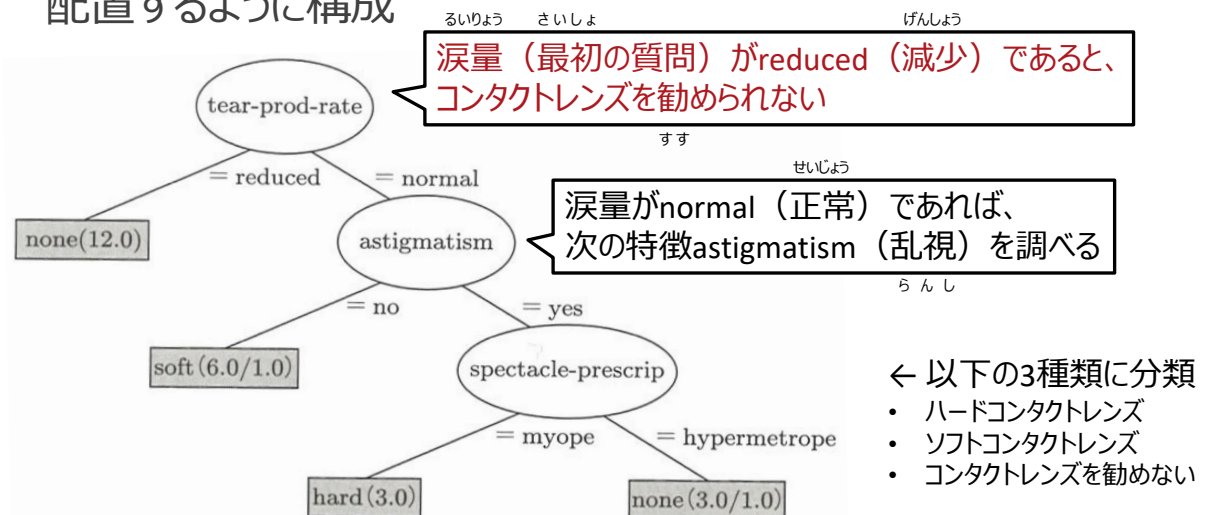 配置するように構成
るいりょう さいしょ げんしょう
涙量（最初の質問）がreduced（減少）であると、
コンタクトレンズを勧められない
すす
tear-prod-rate
= reduced
= normal
せいじょう
涙量がnormal（正常）であれば、
次の特徴astigmatism（乱視）を調べる
らんし
none(12.0)
astigmatism
= no
= yes
soft(6.0/1.0)
spectacle-prescrip
← 以下の3種類に分類
• ハードコンタクトレンズ
• ソフトコンタクトレンズ
• コンタクトレンズを勧めない
= myope
= hypermetrope
hard(3.0)
none(3.0/1.0)